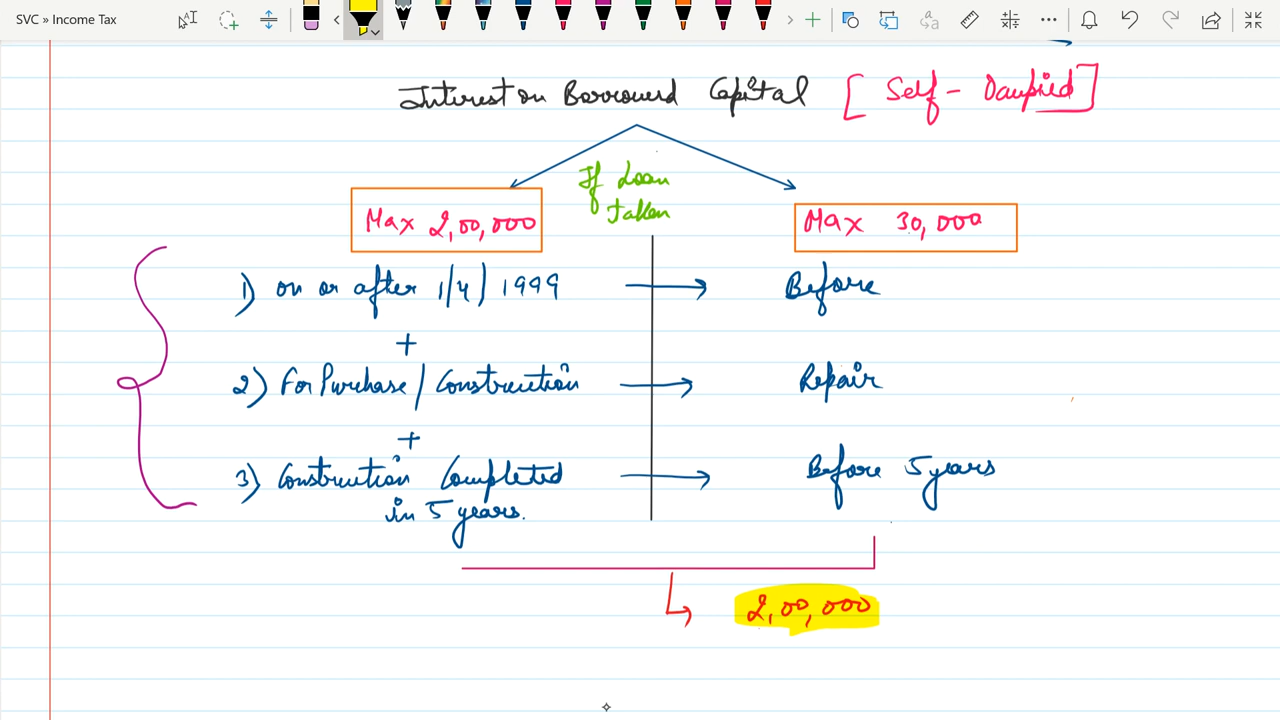 SVC » Income Tax
Interest on Borrowed Capital [Self-Occupied]
If Loan
taken
Max 2,00,000
Max 30,000
1) on or after 1/4/1999 → Before
+
2) For Purchase / Construction → Repair
+
3) Construction Completed → Before 5 years
in 5 years.
2,00,000